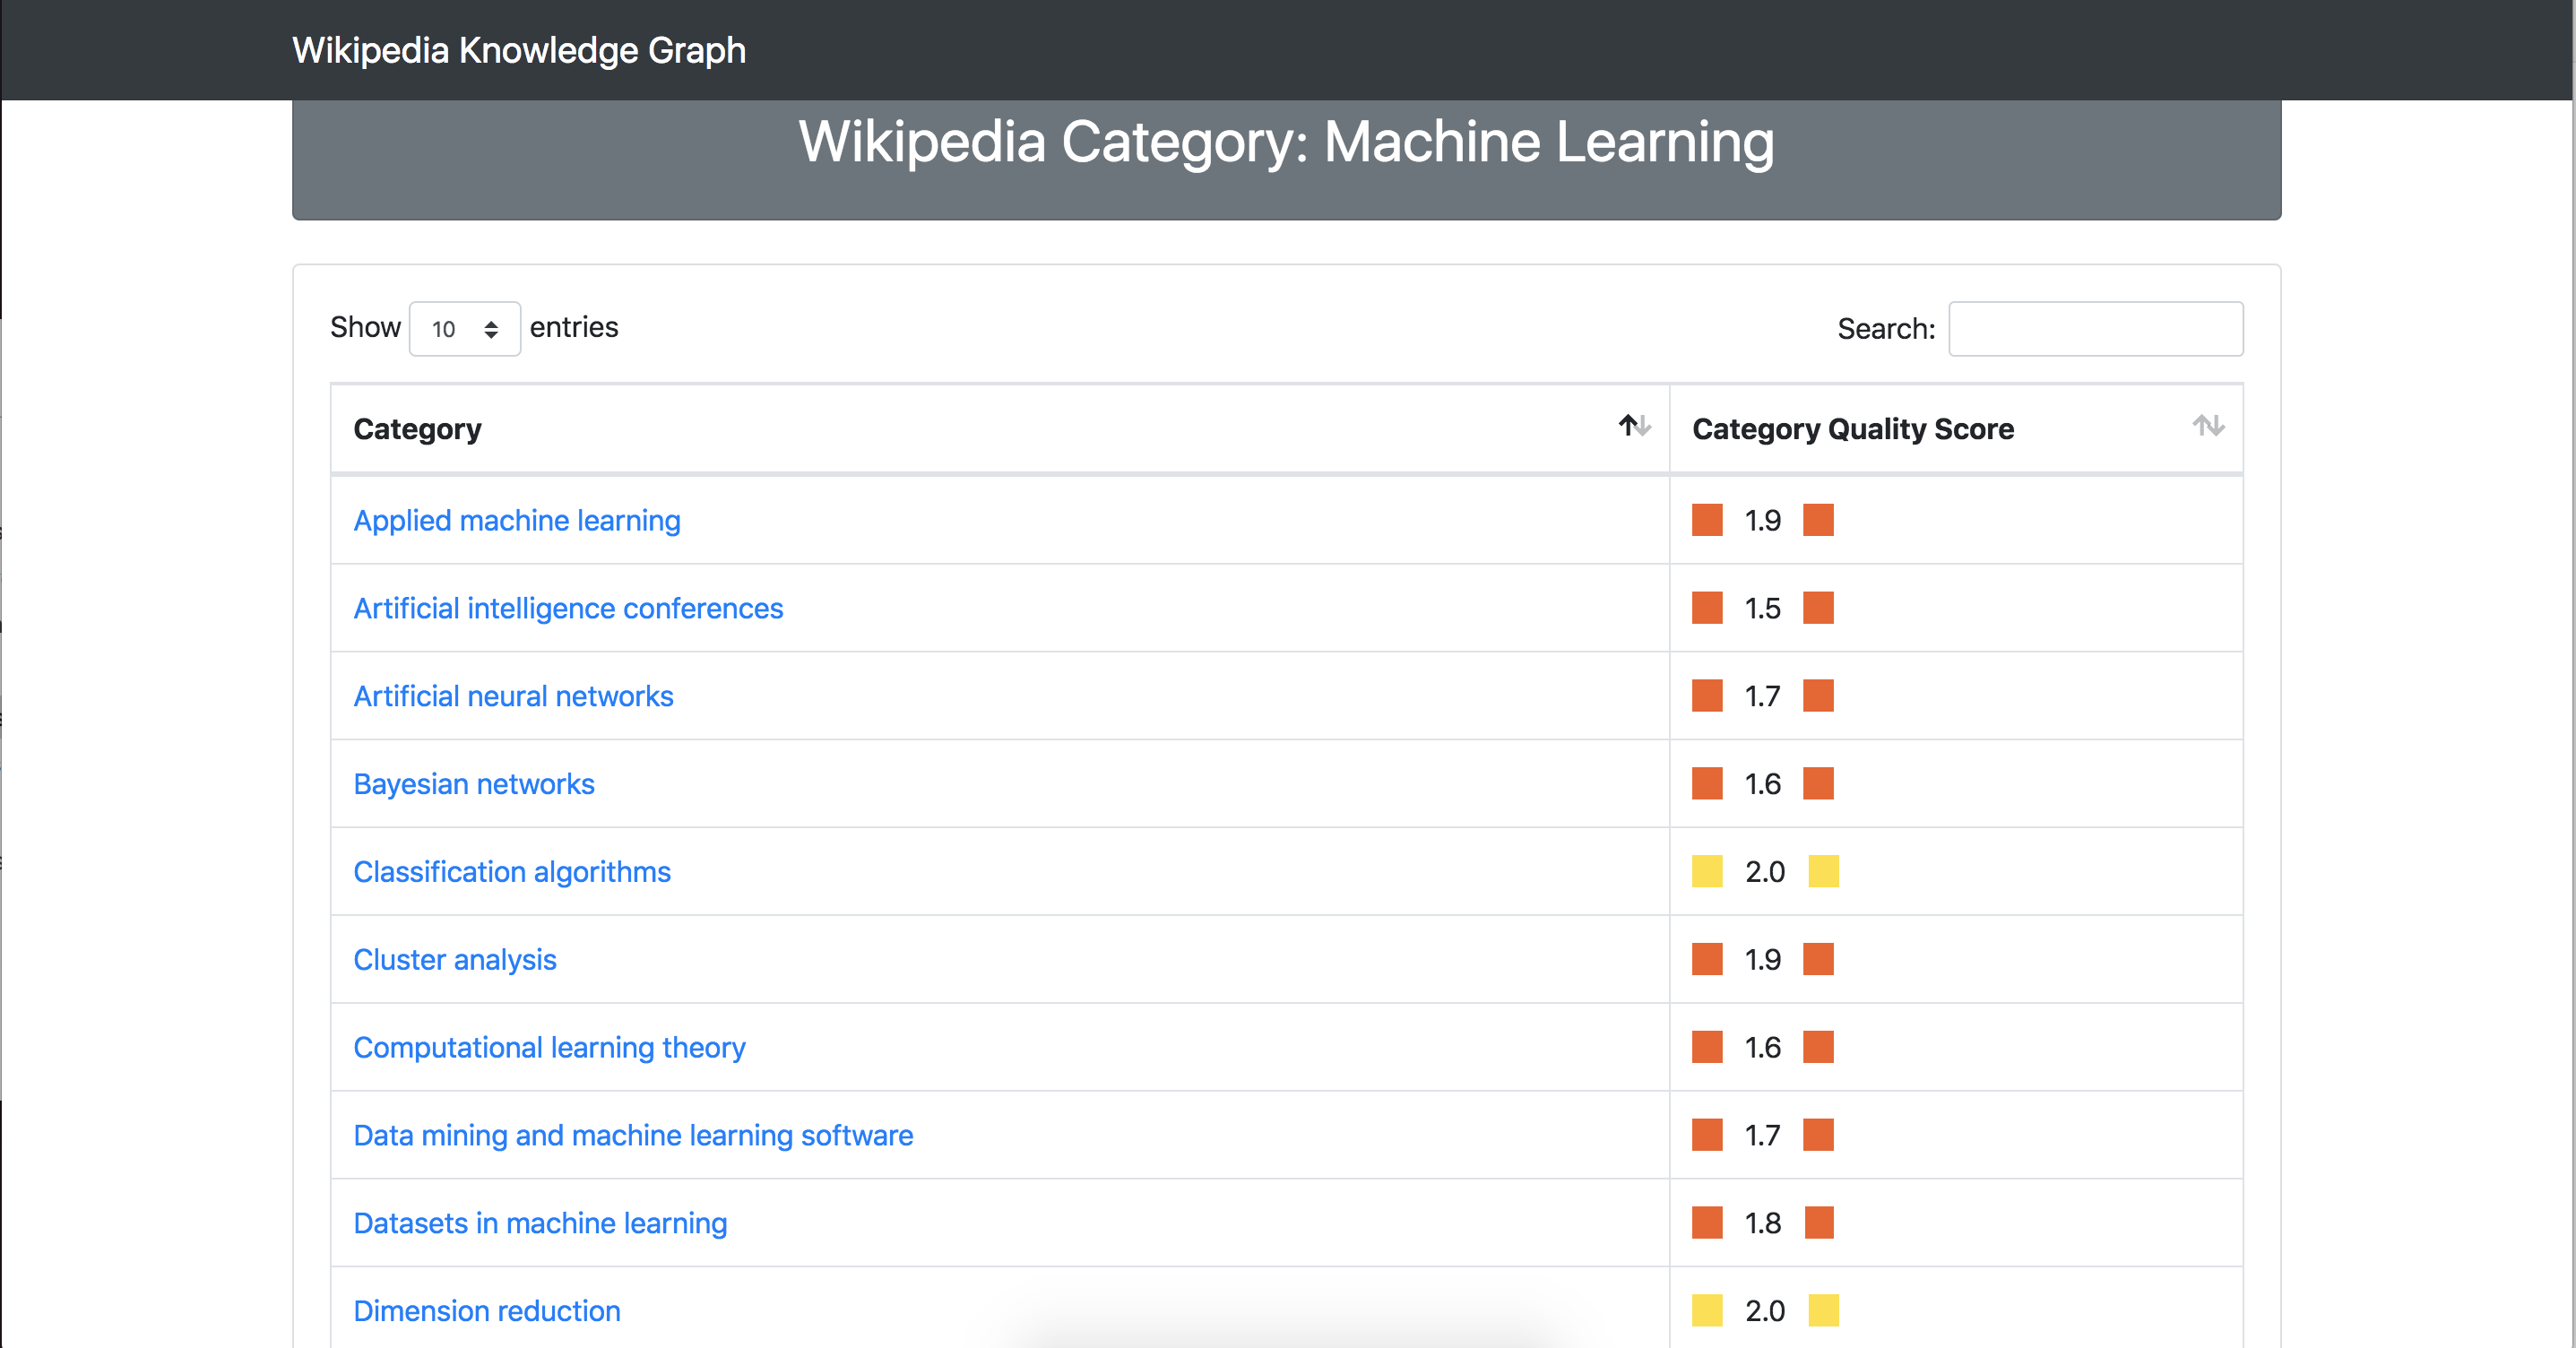 Wikipedia Knowledge Graph
Wikipedia Category: Machine Learning
Show 10 entries Search:
Category Category Quality Score
Applied machine learning 1.9
Artificial intelligence conferences 1.5
Artificial neural networks 1.7
Bayesian networks 1.6
Classification algorithms 2.0
Cluster analysis 1.9
Computational learning theory 1.6
Data mining and machine learning software 1.7
Datasets in machine learning 1.8
Dimension reduction 2.0